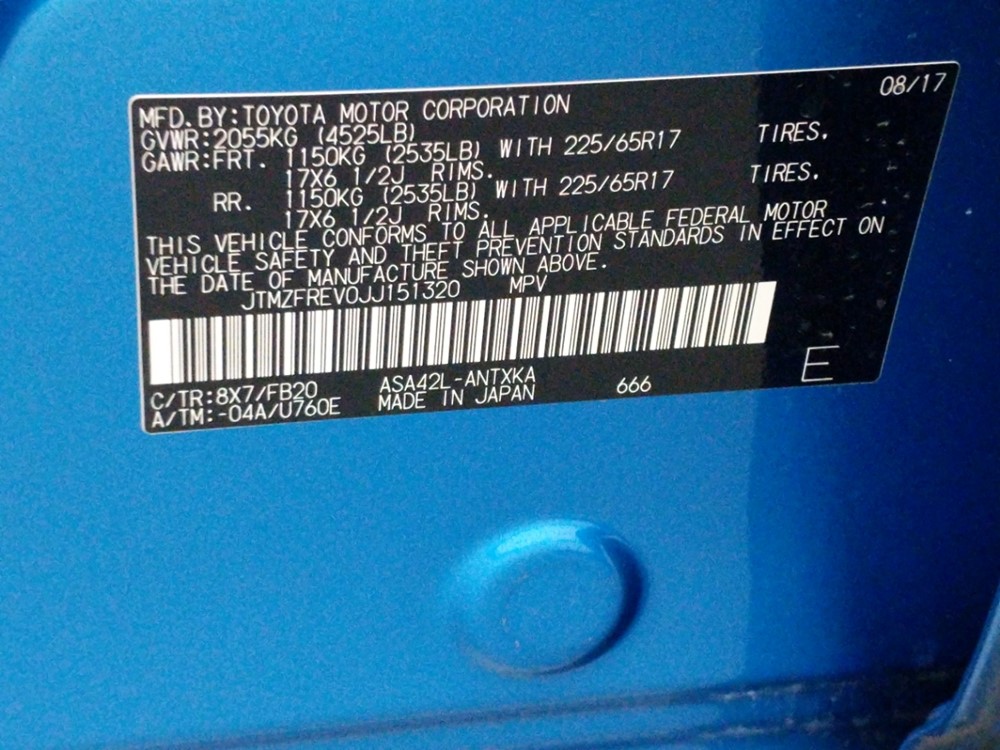 08/17
MFD. BY:TOYOTA MOTOR CORPORATION
GVWR:2055KG (4525LB)
GAWR:FRT. 1150KG (2535LB) WITH 225/65R17 TIRES.
17X6 1/2J RIMS.
RR. 1150KG (2535LB) WITH 225/65R17 TIRES.
17X6 1/2J RIMS.
THIS VEHICLE CONFORMS TO ALL APPLICABLE FEDERAL MOTOR
VEHICLE SAFETY AND THEFT PREVENTION STANDARDS IN EFFECT ON
THE DATE OF MANUFACTURE SHOWN ABOVE.
JTMZFREV0JJ151320 MPV
C/TR:8X7/FB20 ASA42L-ANTXKA 666 E
A/TM:-04A/U760E MADE IN JAPAN